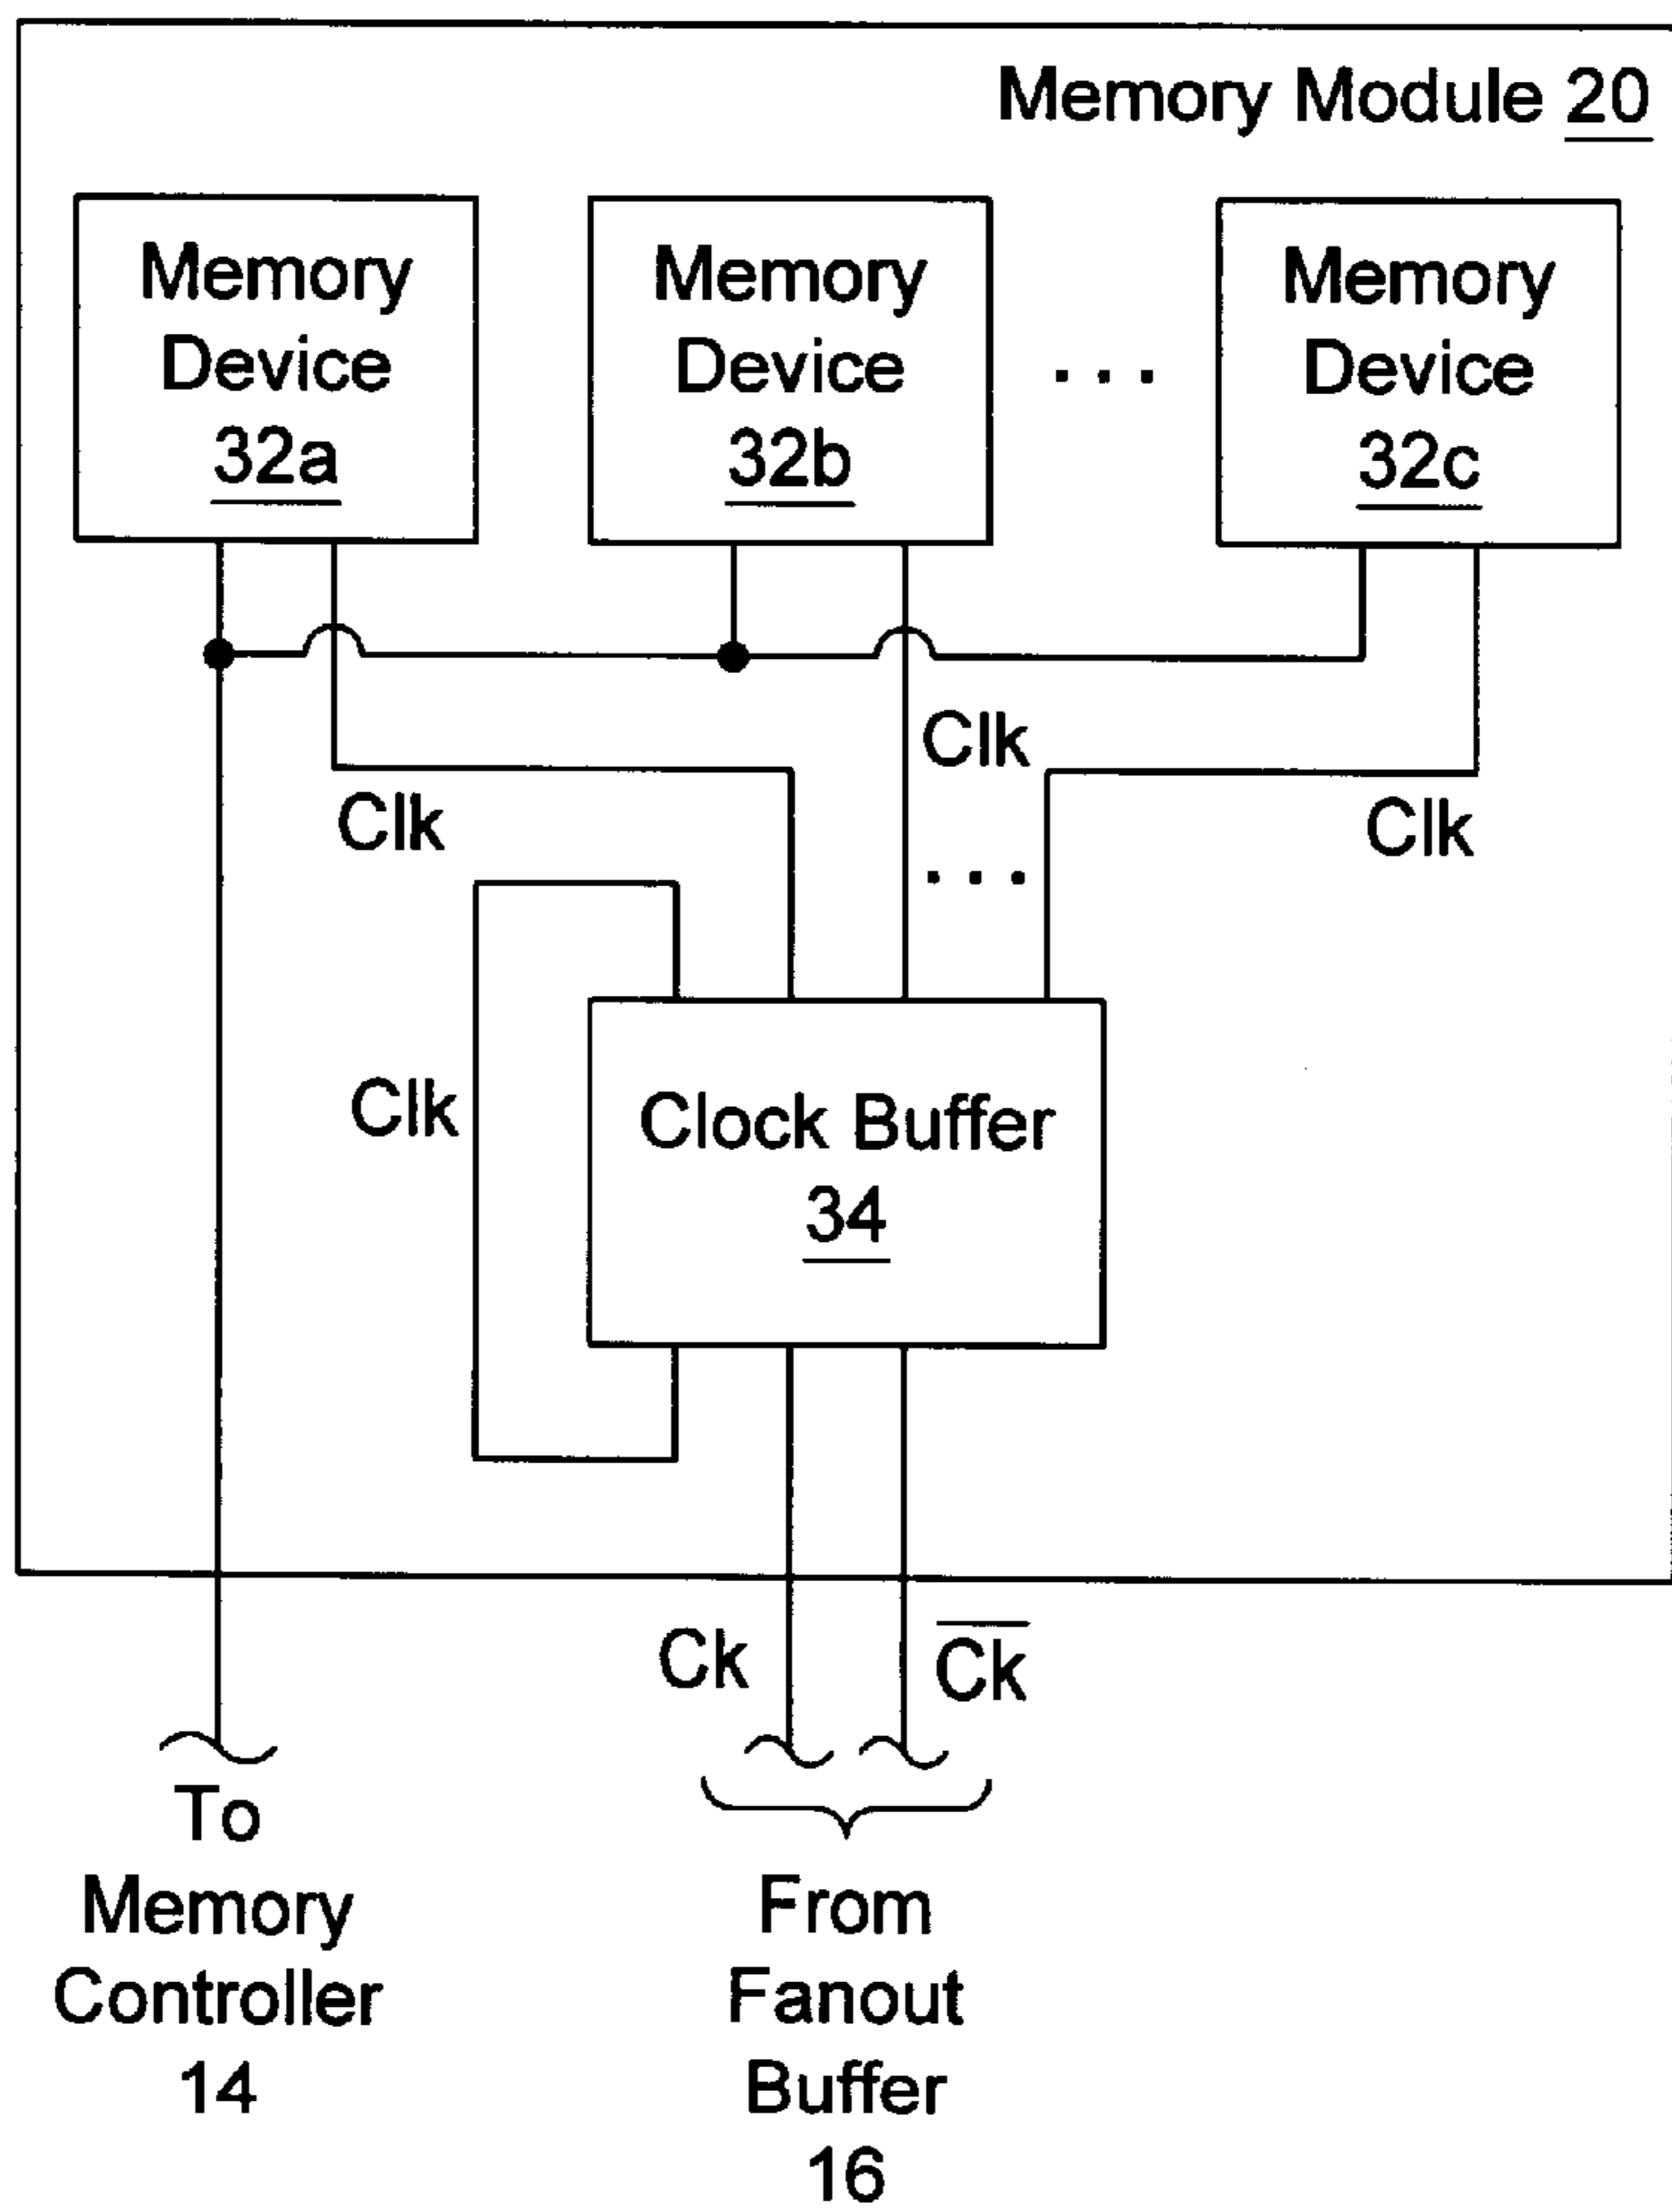 Memory Module 20
Memory
Device
32a
Memory
Device
32b
...
Memory
Device
32c
Clk
Clk
Clk
...
Clk
Clock Buffer
34
Ck
C̅k̅
To
Memory
Controller
14
From
Fanout
Buffer
16